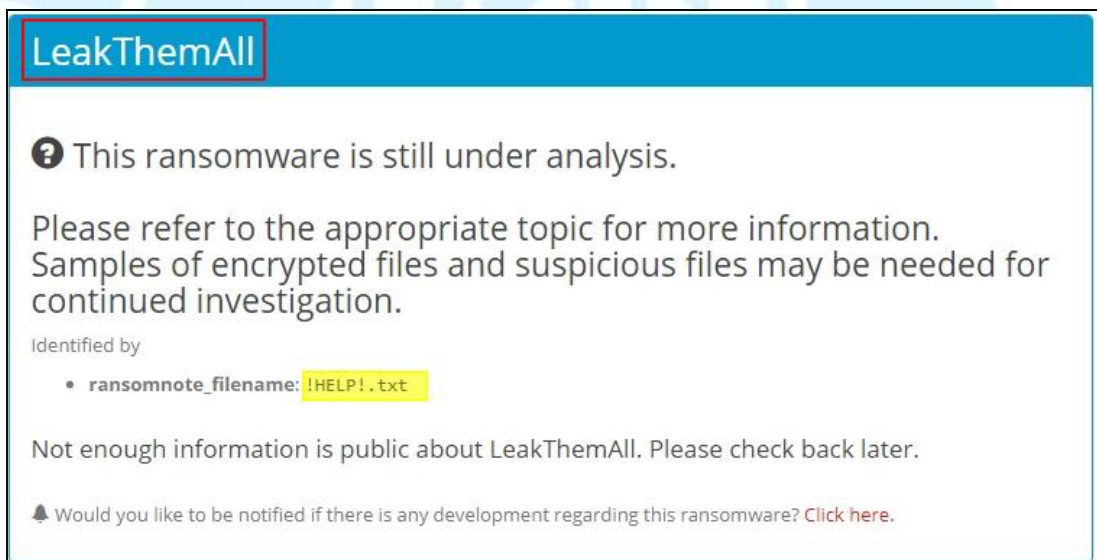 LeakThemAll
This ransomware is still under analysis.
Please refer to the appropriate topic for more information.
Samples of encrypted files and suspicious files may be needed for
continued investigation.
Identified by
• ransomnote_filename: !HELP!.txt
Not enough information is public about LeakThemAll. Please check back later.
Would you like to be notified if there is any development regarding this ransomware? Click here.